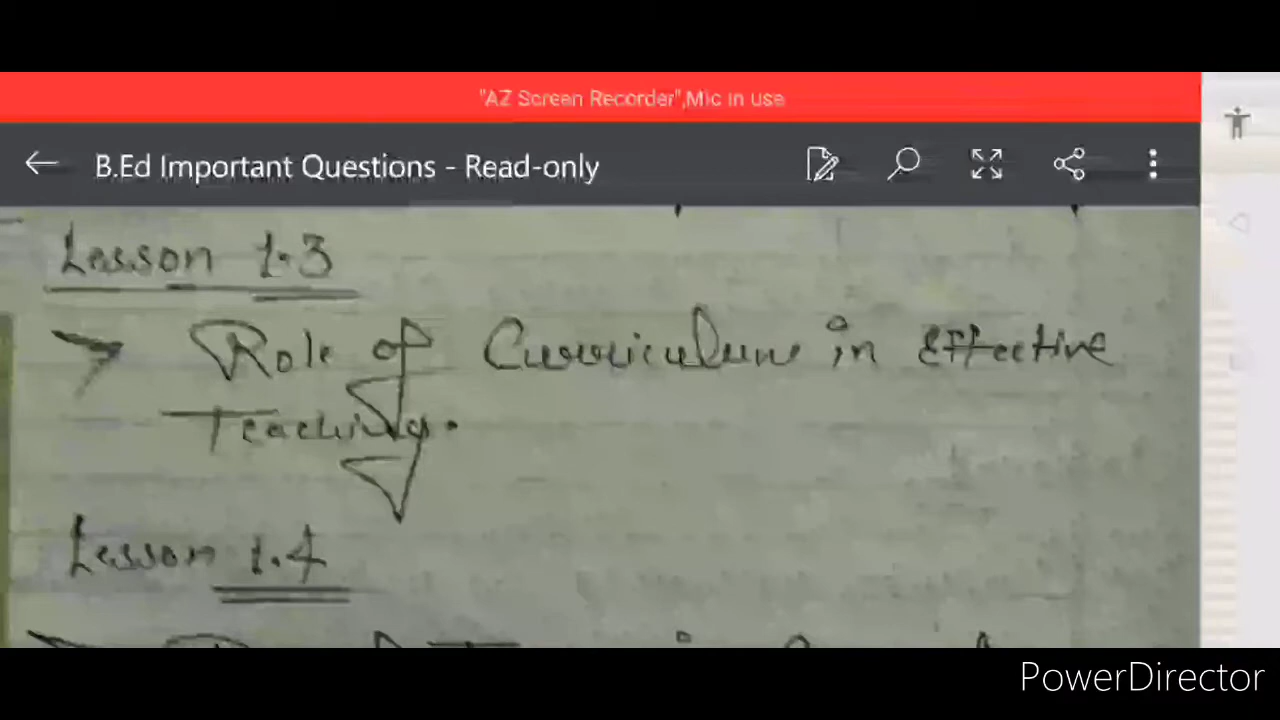 "AZ Screen Recorder",Mic in use
B.Ed Important Questions - Read-only
Lesson 1.3
Role of Curriculum in Effective
Teaching.
Lesson 1.4
PowerDirector